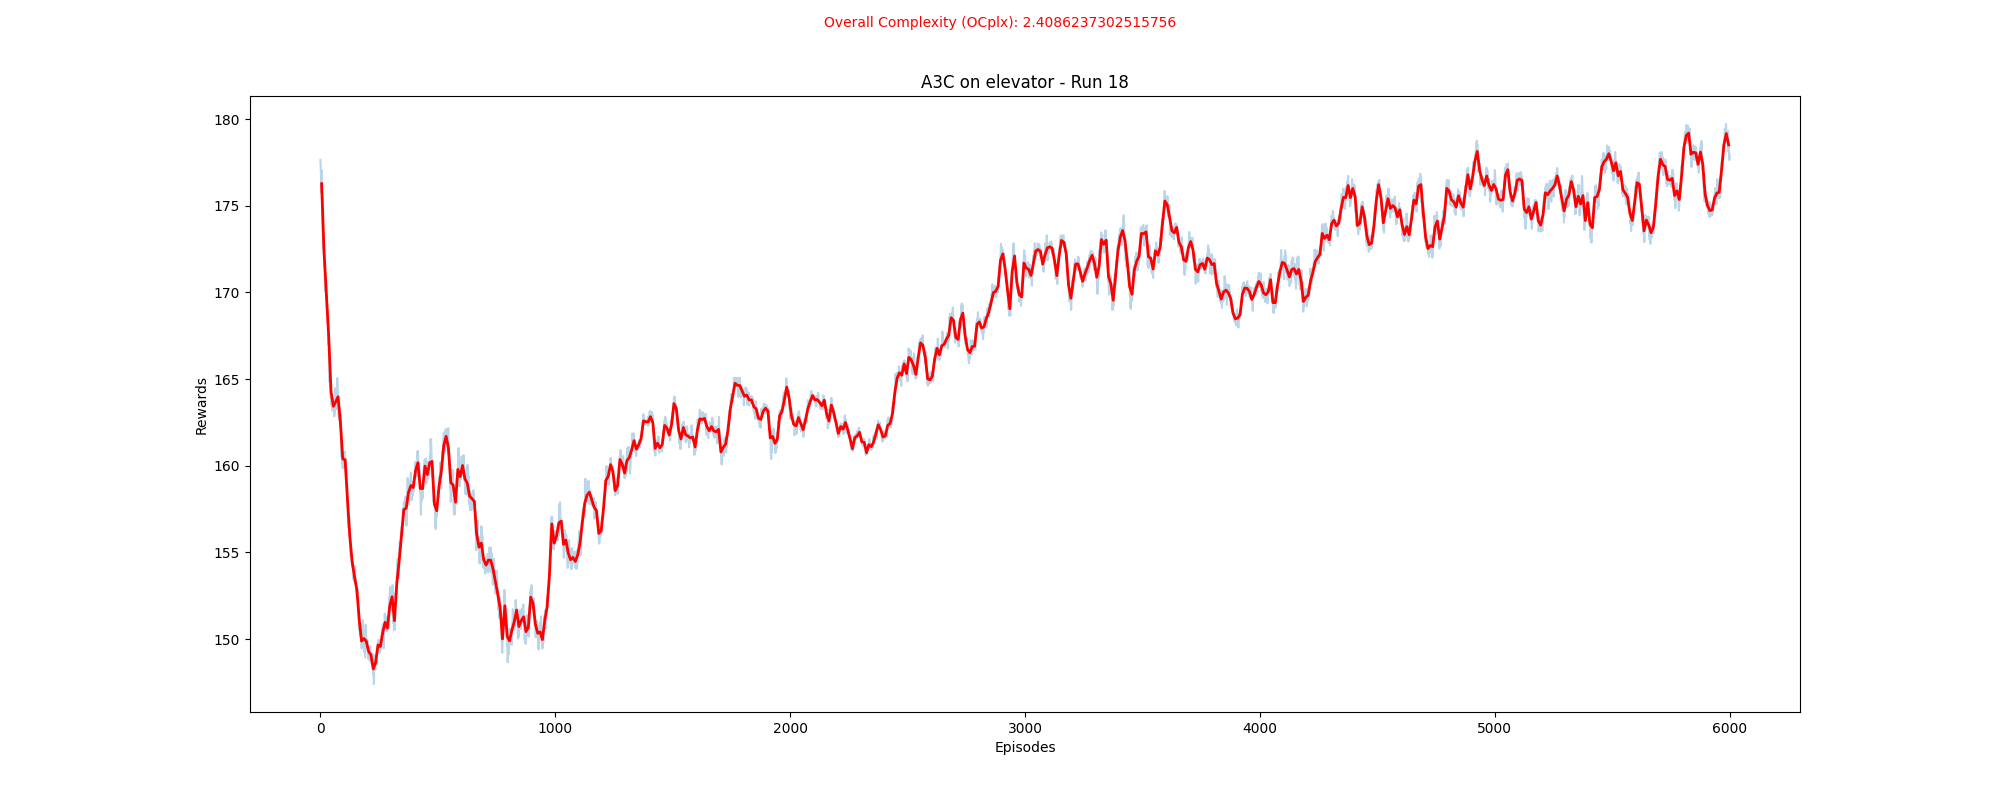 Overall Complexity (OCplx): 2.4086237302515756
A3C on elevator - Run 18
180
175
170
165
160
155
150
Rewards
0 1000 2000 3000 4000 5000 6000
Episodes